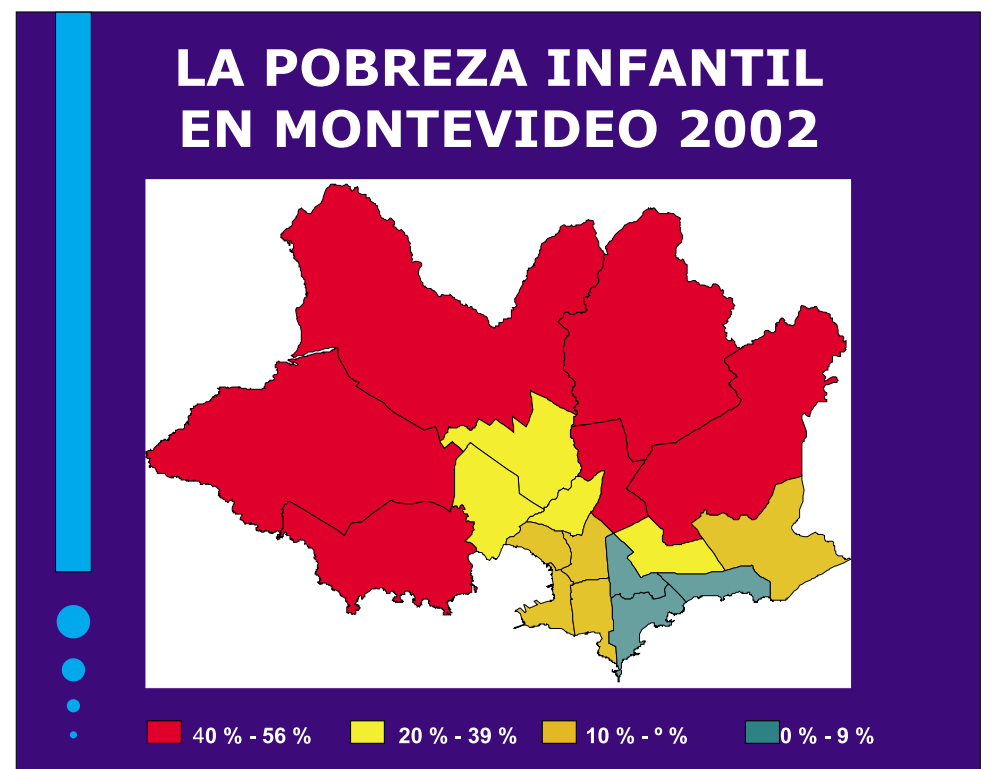 LA POBREZA INFANTIL
EN MONTEVIDEO 2002
40 % - 56 % 20 % - 39 % 10 % - º % 0 % - 9 %